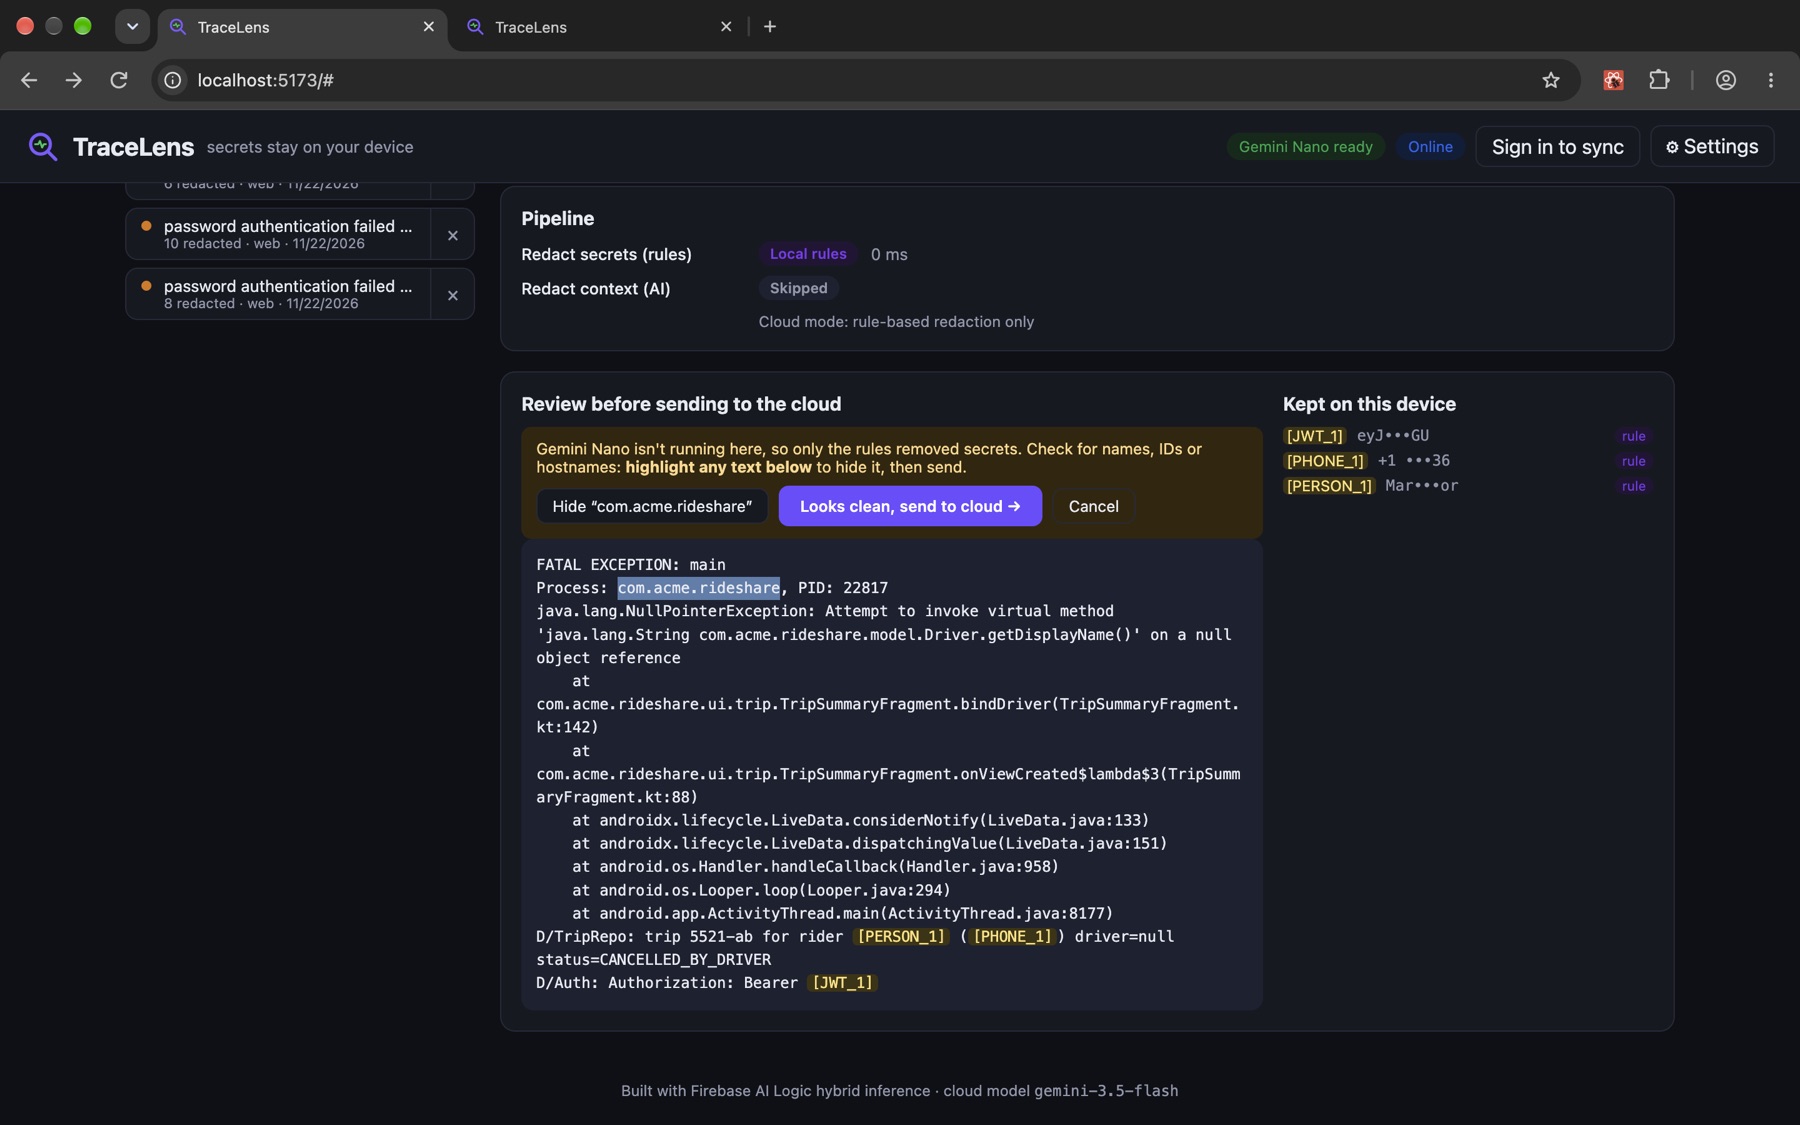 TraceLens
TraceLens
localhost:5173/#
TraceLens secrets stay on your device
Gemini Nano ready Online Sign in to sync Settings
6 redacted · web · 11/22/2026
password authentication failed ...
10 redacted · web · 11/22/2026
password authentication failed ...
8 redacted · web · 11/22/2026
Pipeline
Redact secrets (rules) Local rules 0 ms
Redact context (AI) Skipped
Cloud mode: rule-based redaction only
Review before sending to the cloud
Gemini Nano isn't running here, so only the rules removed secrets. Check for names, IDs or
hostnames: highlight any text below to hide it, then send.
Hide “com.acme.rideshare” Looks clean, send to cloud → Cancel
FATAL EXCEPTION: main
Process: com.acme.rideshare, PID: 22817
java.lang.NullPointerException: Attempt to invoke virtual method
'java.lang.String com.acme.rideshare.model.Driver.getDisplayName()' on a null
object reference
at
com.acme.rideshare.ui.trip.TripSummaryFragment.bindDriver(TripSummaryFragment.
kt:142)
at
com.acme.rideshare.ui.trip.TripSummaryFragment.onViewCreated$lambda$3(TripSumm
aryFragment.kt:88)
at androidx.lifecycle.LiveData.considerNotify(LiveData.java:133)
at androidx.lifecycle.LiveData.dispatchingValue(LiveData.java:151)
at android.os.Handler.handleCallback(Handler.java:958)
at android.os.Looper.loop(Looper.java:294)
at android.app.ActivityThread.main(ActivityThread.java:8177)
D/TripRepo: trip 5521-ab for rider [PERSON_1] ([PHONE_1]) driver=null
status=CANCELLED_BY_DRIVER
D/Auth: Authorization: Bearer [JWT_1]
Kept on this device
[JWT_1] eyJ•••GU rule
[PHONE_1] +1 •••36 rule
[PERSON_1] Mar•••or rule
Built with Firebase AI Logic hybrid inference · cloud model gemini-3.5-flash